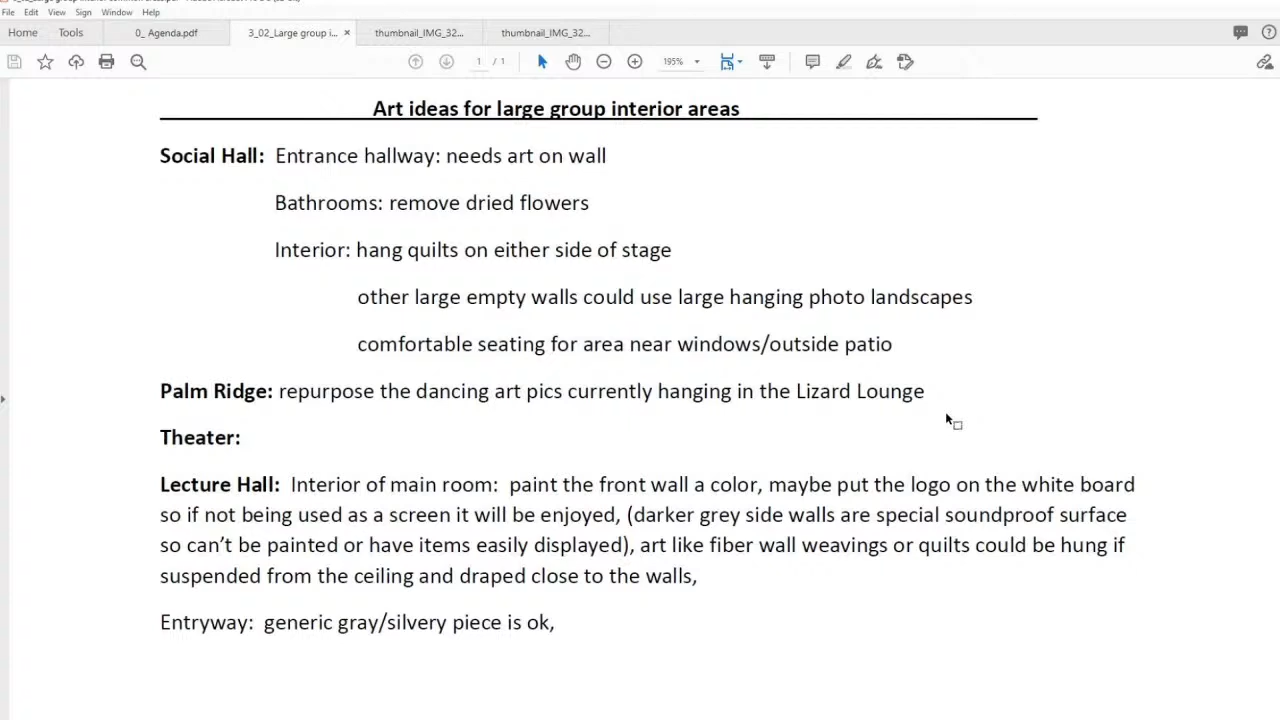 File Edit View Sign Window Help
Home Tools 0_ Agenda.pdf 3_02_Large group i... × thumbnail_IMG_32... thumbnail_IMG_32...
1 / 1 195%
Art ideas for large group interior areas
Social Hall: Entrance hallway: needs art on wall
Bathrooms: remove dried flowers
Interior: hang quilts on either side of stage
other large empty walls could use large hanging photo landscapes
comfortable seating for area near windows/outside patio
Palm Ridge: repurpose the dancing art pics currently hanging in the Lizard Lounge
Theater:
Lecture Hall: Interior of main room: paint the front wall a color, maybe put the logo on the white board
so if not being used as a screen it will be enjoyed, (darker grey side walls are special soundproof surface
so can't be painted or have items easily displayed), art like fiber wall weavings or quilts could be hung if
suspended from the ceiling and draped close to the walls,
Entryway: generic gray/silvery piece is ok,